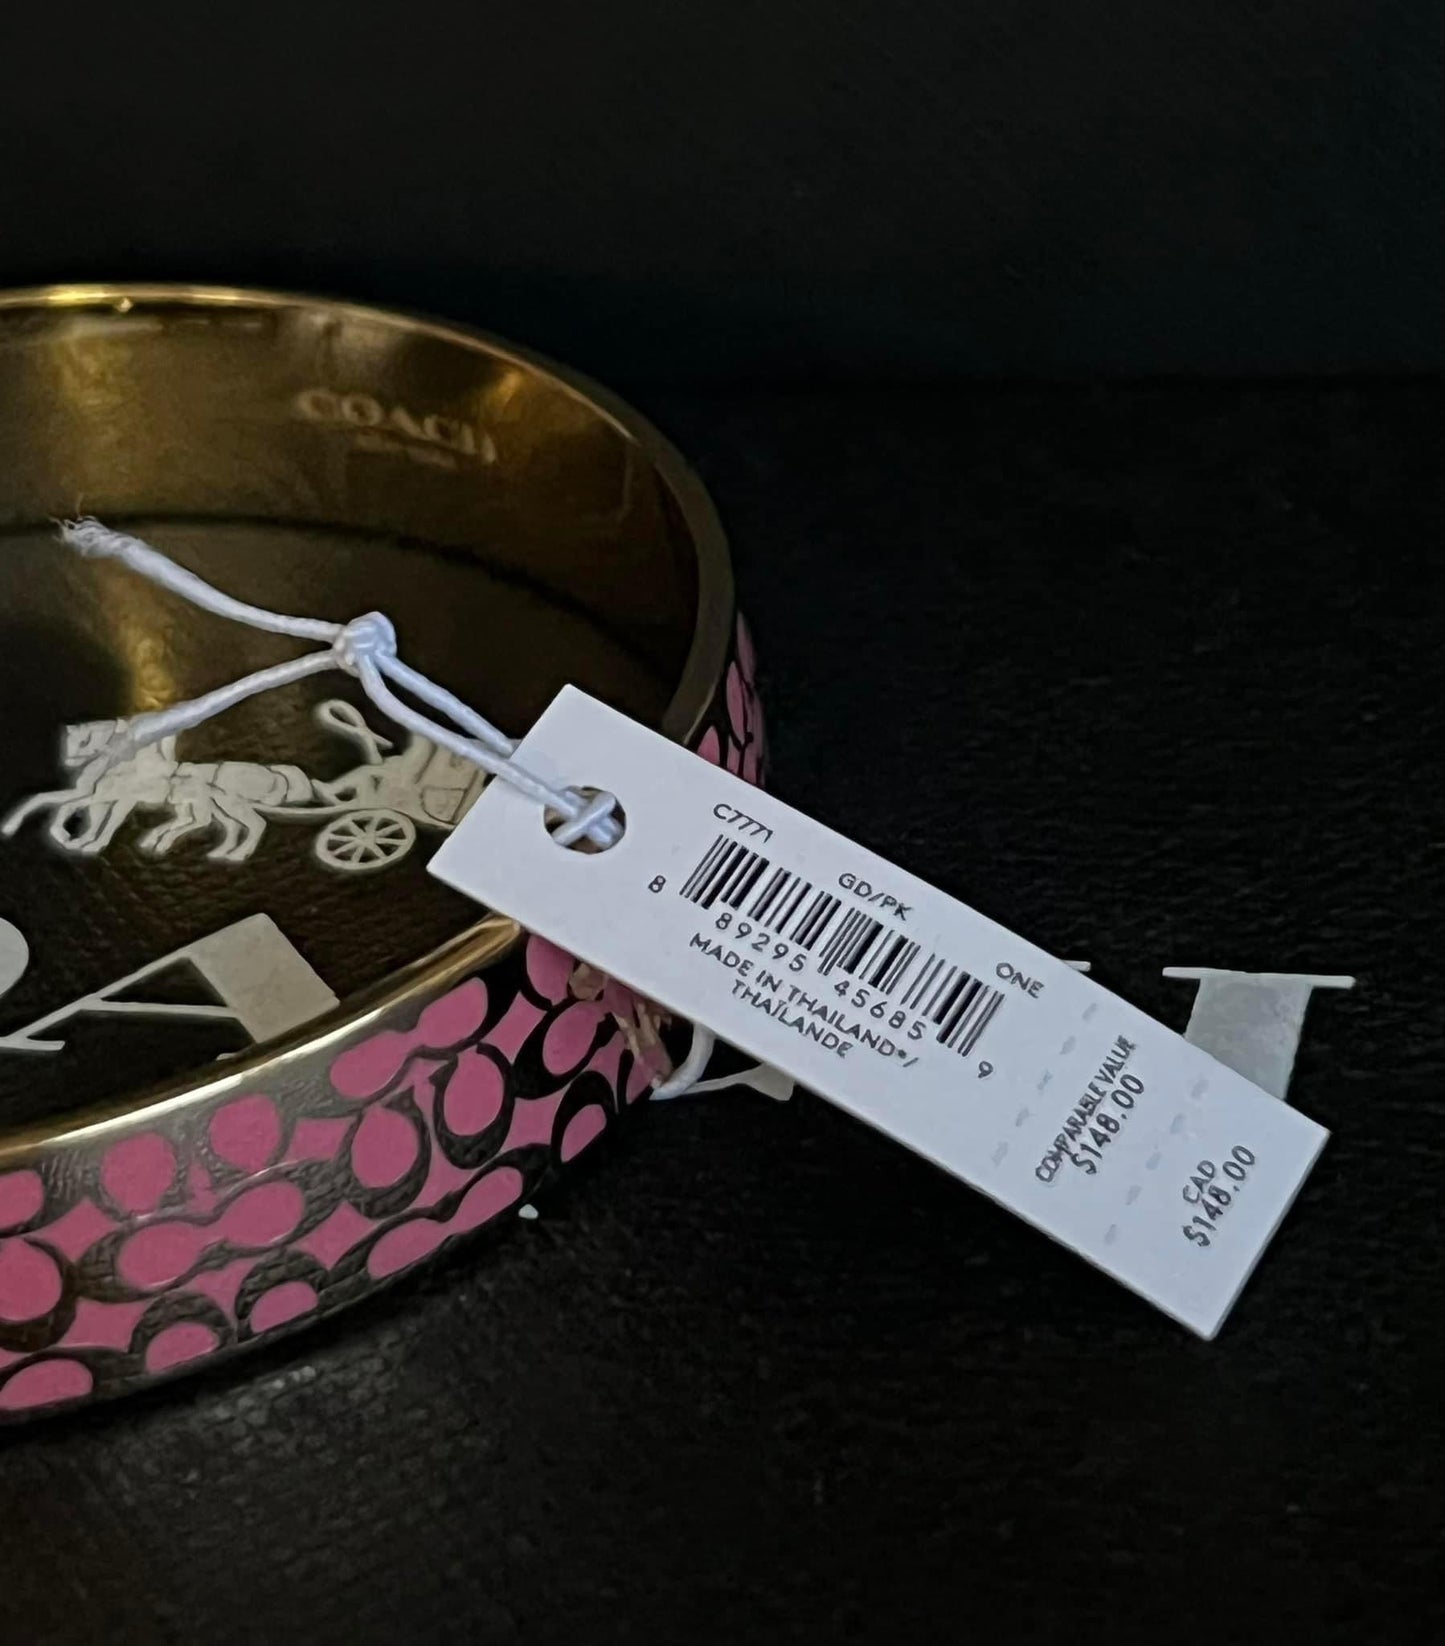 COACH
C7771
GD/PK
ONE
8 89295 45685 9
MADE IN THAILAND*/
THAÏLANDE
COMPARABLE VALUE
$148.00
CAD
$148.00